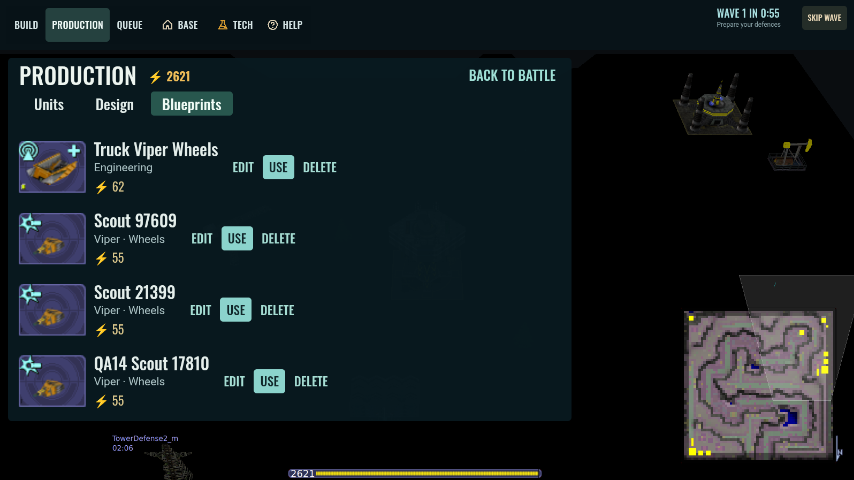 BUILD PRODUCTION QUEUE BASE TECH HELP
WAVE 1 IN 0:55
Prepare your defences
SKIP WAVE
PRODUCTION 2621
BACK TO BATTLE
Units Design Blueprints
Truck Viper Wheels
Engineering
62
EDIT USE DELETE
Scout 97609
Viper · Wheels
55
EDIT USE DELETE
Scout 21399
Viper · Wheels
55
EDIT USE DELETE
QA14 Scout 17810
Viper · Wheels
55
EDIT USE DELETE
TowerDefense2_m
02:06
2621